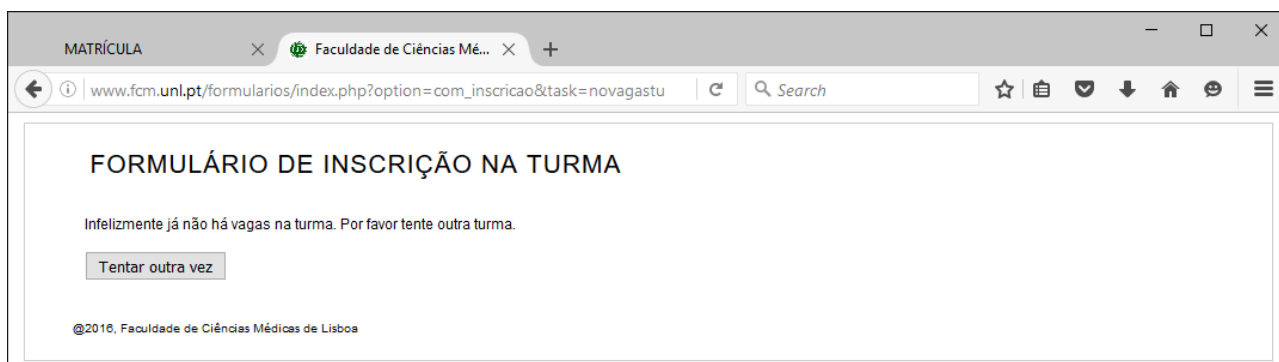 MATRÍCULA
Faculdade de Ciências Mé...
www.fcm.unl.pt/formularios/index.php?option=com_inscricao&task=novagastu
Search
FORMULÁRIO DE INSCRIÇÃO NA TURMA
Infelizmente já não há vagas na turma. Por favor tente outra turma.
Tentar outra vez
@2016, Faculdade de Ciências Médicas de Lisboa